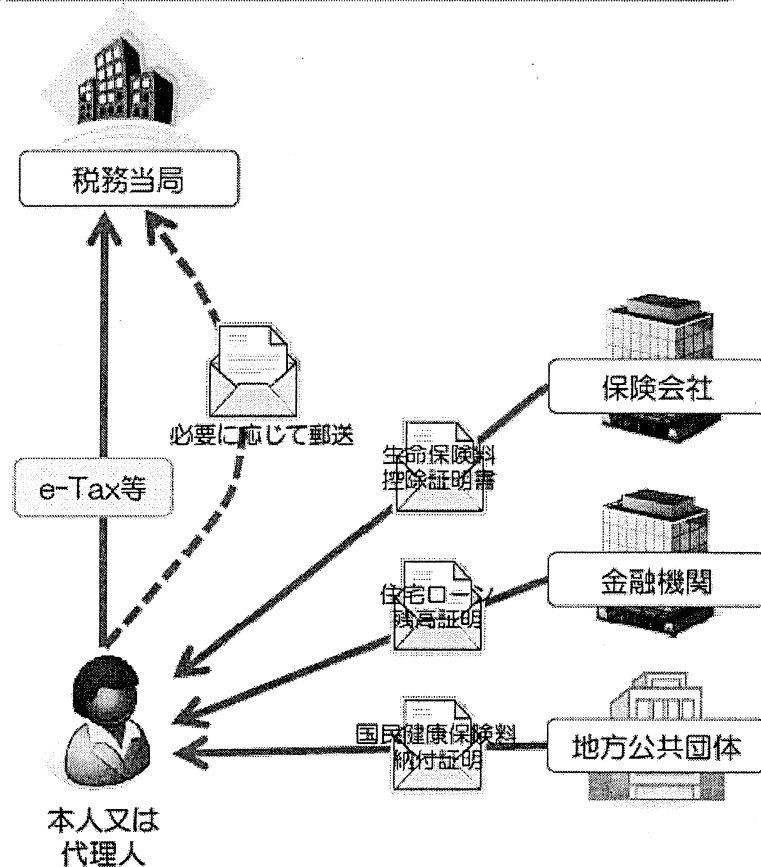 税務当局
必要に応じて郵送
e-Tax等
保険会社
生命保険料
控除証明書
金融機関
住宅ローン
残高証明
地方公共団体
国民健康保険料
納付証明
本人又は
代理人